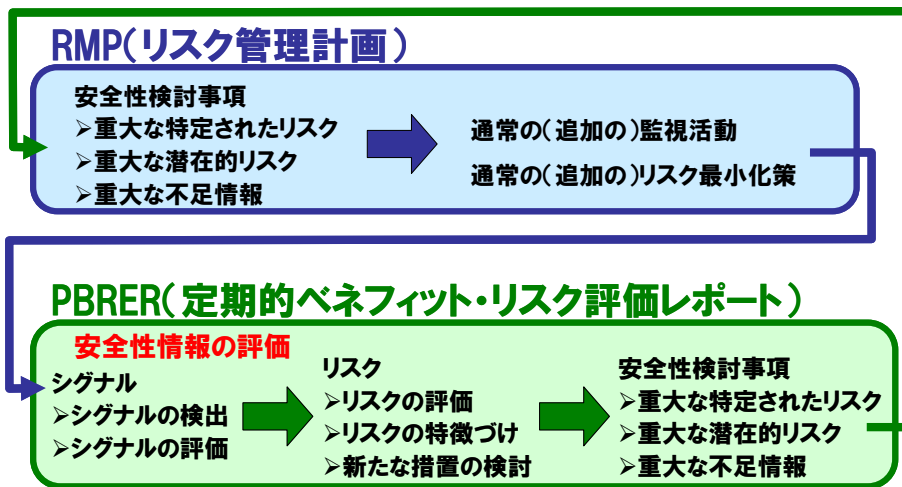 RMP(リスク管理計画)
安全性検討事項
➢重大な特定されたリスク
➢重大な潜在的リスク
➢重大な不足情報
通常の(追加の)監視活動
通常の(追加の)リスク最小化策
PBRER(定期的ベネフィット・リスク評価レポート)
安全性情報の評価
シグナル
➢シグナルの検出
➢シグナルの評価
リスク
➢リスクの評価
➢リスクの特徴づけ
➢新たな措置の検討
安全性検討事項
➢重大な特定されたリスク
➢重大な潜在的リスク
➢重大な不足情報